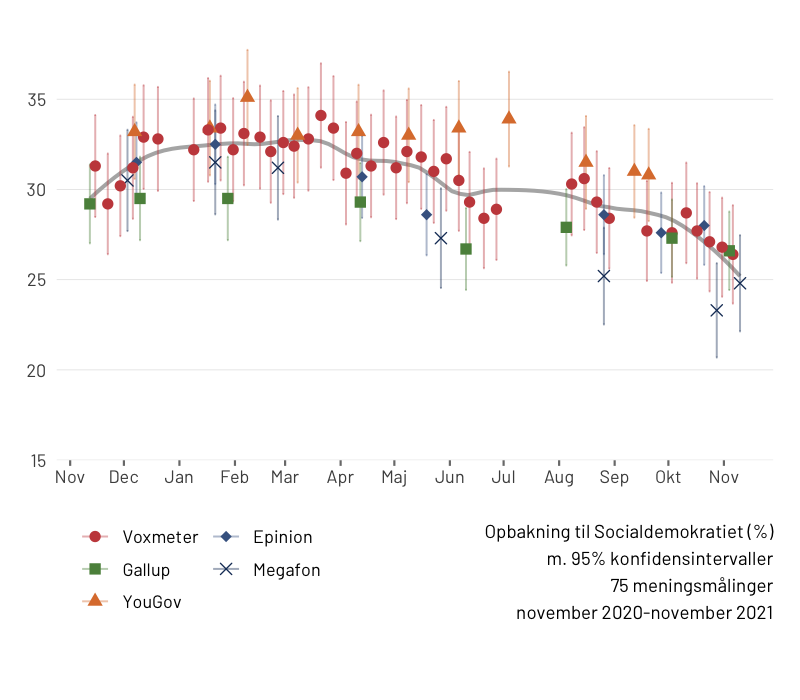 35
30
25
20
15
Nov Dec Jan Feb Mar Apr Maj Jun Jul Aug Sep Okt Nov
Voxmeter Epinion
Gallup Megafon
YouGov
Opbakning til Socialdemokratiet (%)
m. 95% konfidensintervaller
75 meningsmålinger
november 2020-november 2021